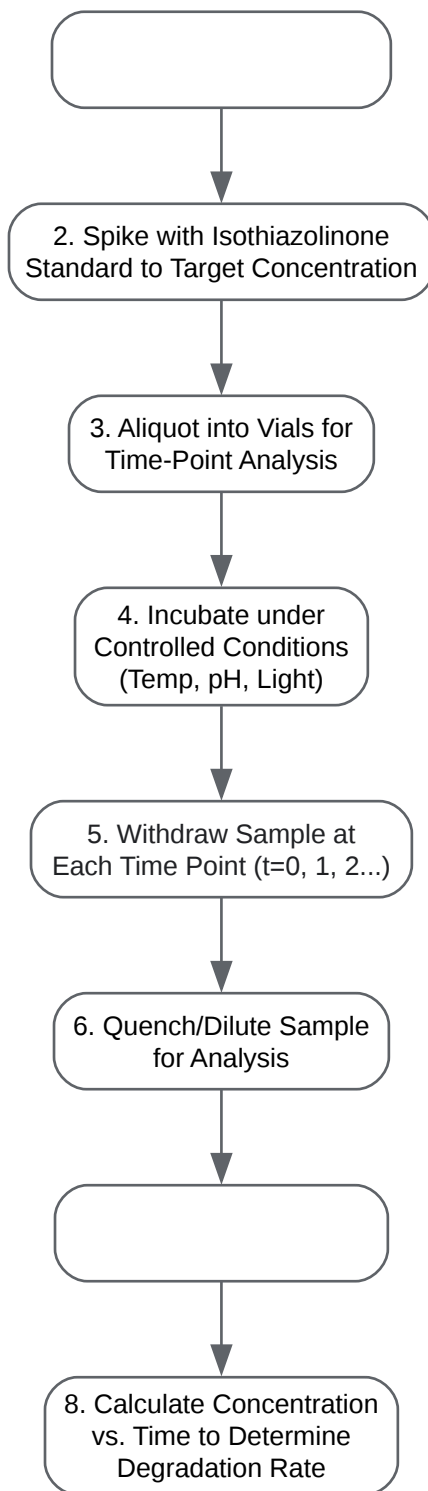 2. Spike with Isothiazolinone
Standard to Target Concentration
3. Aliquot into Vials for
Time-Point Analysis
4. Incubate under
Controlled Conditions
(Temp, pH, Light)
5. Withdraw Sample at
Each Time Point (t=0, 1, 2...)
6. Quench/Dilute Sample
for Analysis
8. Calculate Concentration
vs. Time to Determine
Degradation Rate